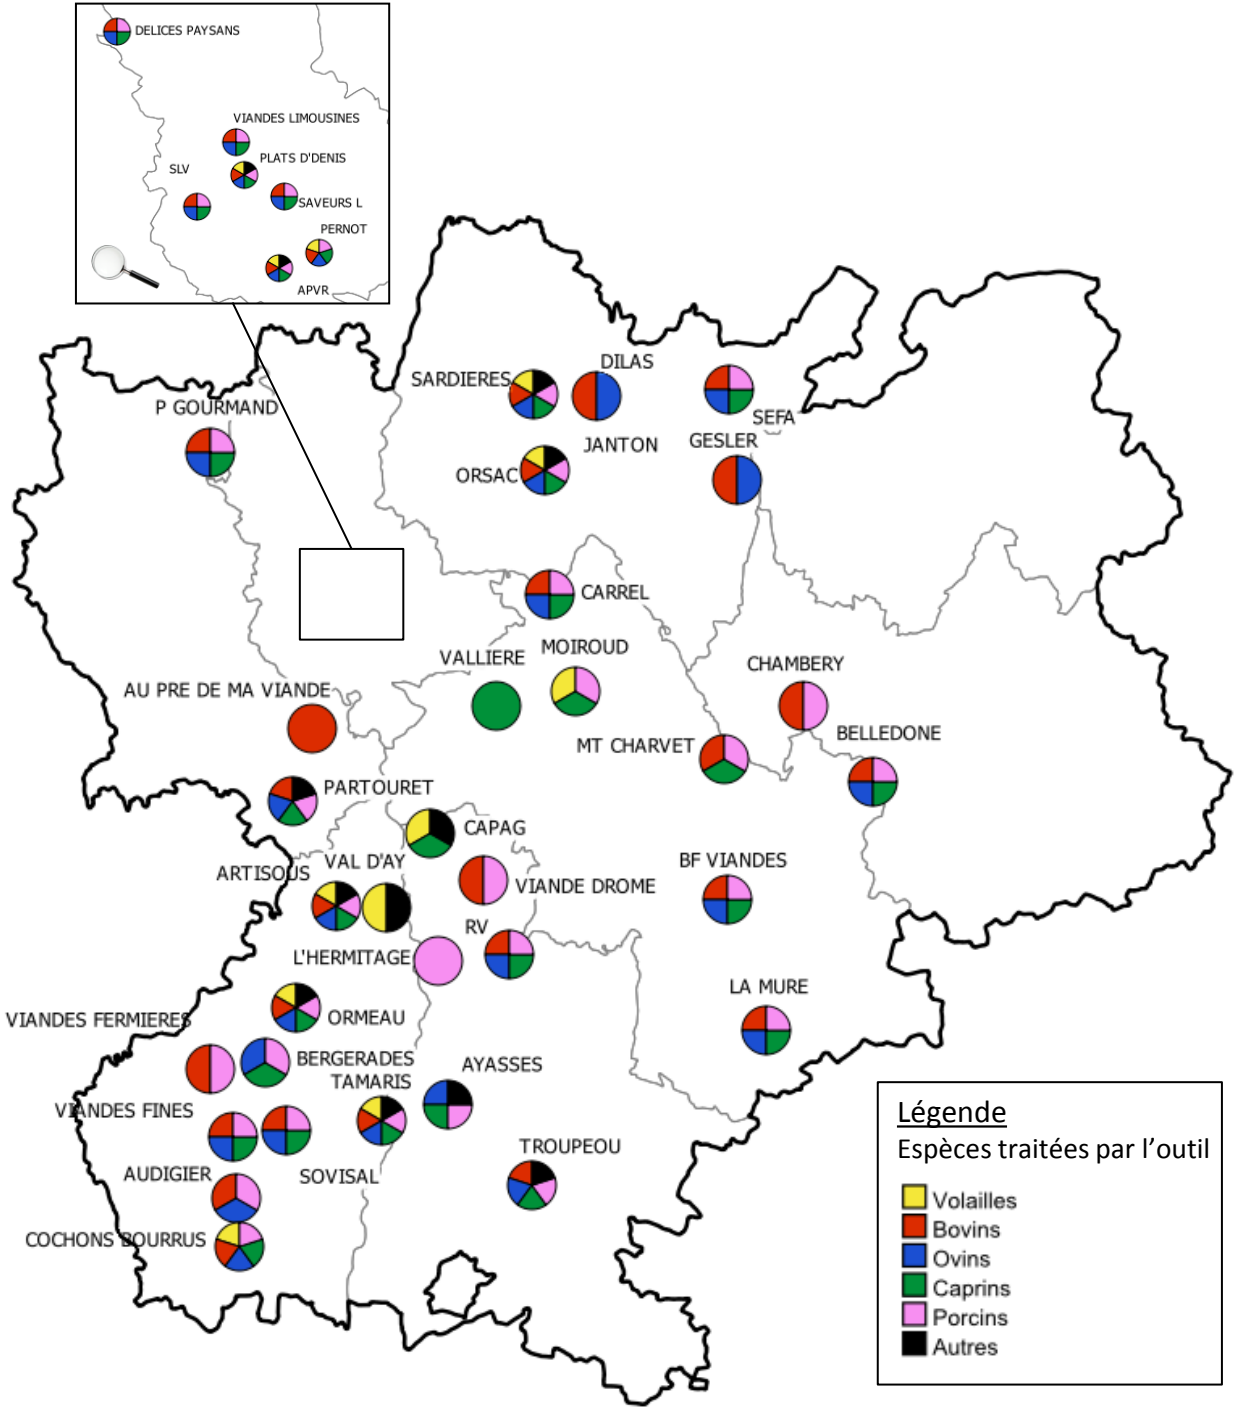 DELICES PAYSANS
VIANDES LIMOUSINES
PLATS D'DENIS
SLV
SAVEURS L
PERNOT
APVR
DILAS
SARDIERES
P GOURMAND
SEFA
JANTON
GESLER
ORSAC
CARREL
MOIROUD
VALLIERE
CHAMBERY
AU PRE DE MA VIANDE
BELLEDONE
MT CHARVET
PARTOURET
CAPAG
VAL D'AY
ARTISOUS
BF VIANDES
VIANDE DROME
RV
L'HERMITAGE
LA MURE
ORMEAU
VIANDES FERMIERES
BERGERADES
AYASSES
TAMARIS
VIANDES FINES
TROUPEOU
AUDIGIER
SOVISAL
COCHONS BOURRUS
Légende
Espèces traitées par l'outil
Volailles
Bovins
Ovins
Caprins
Porcins
Autres